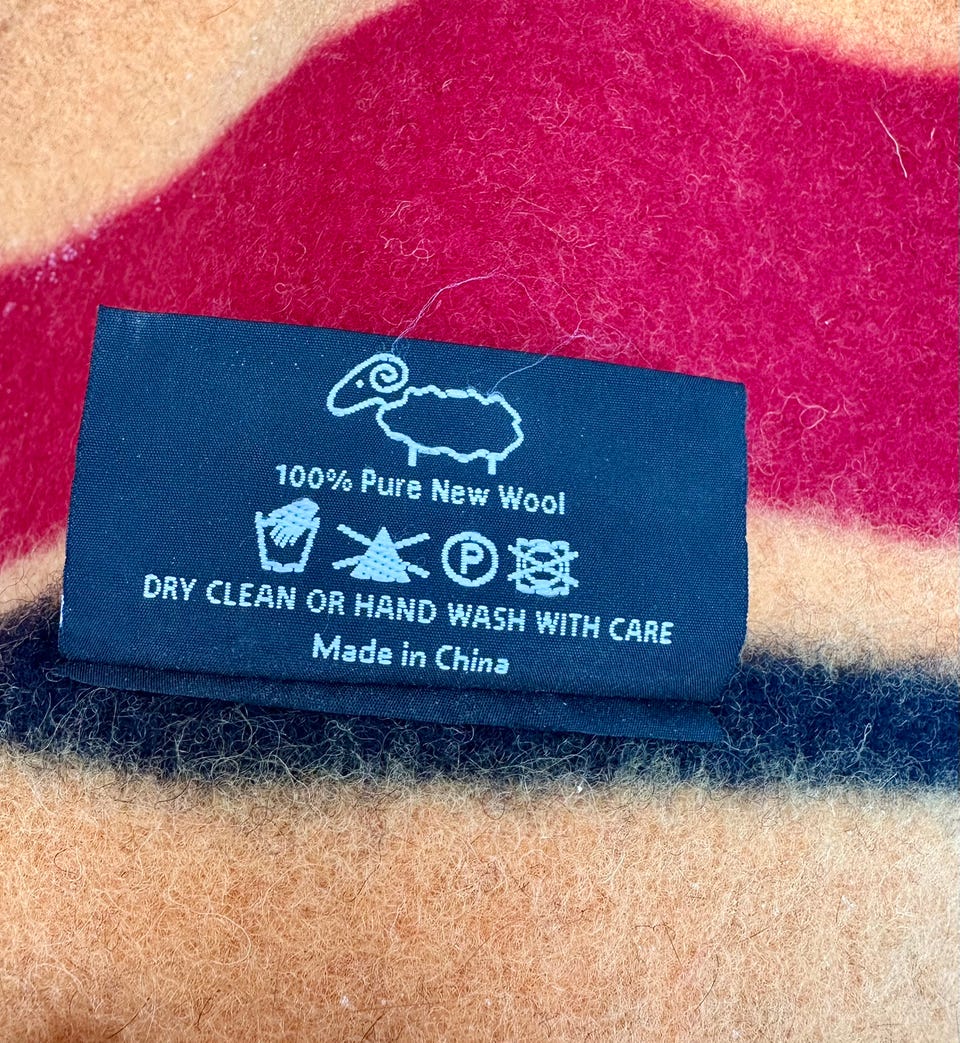 100% Pure New Wool
P
DRY CLEAN OR HAND WASH WITH CARE
Made in China